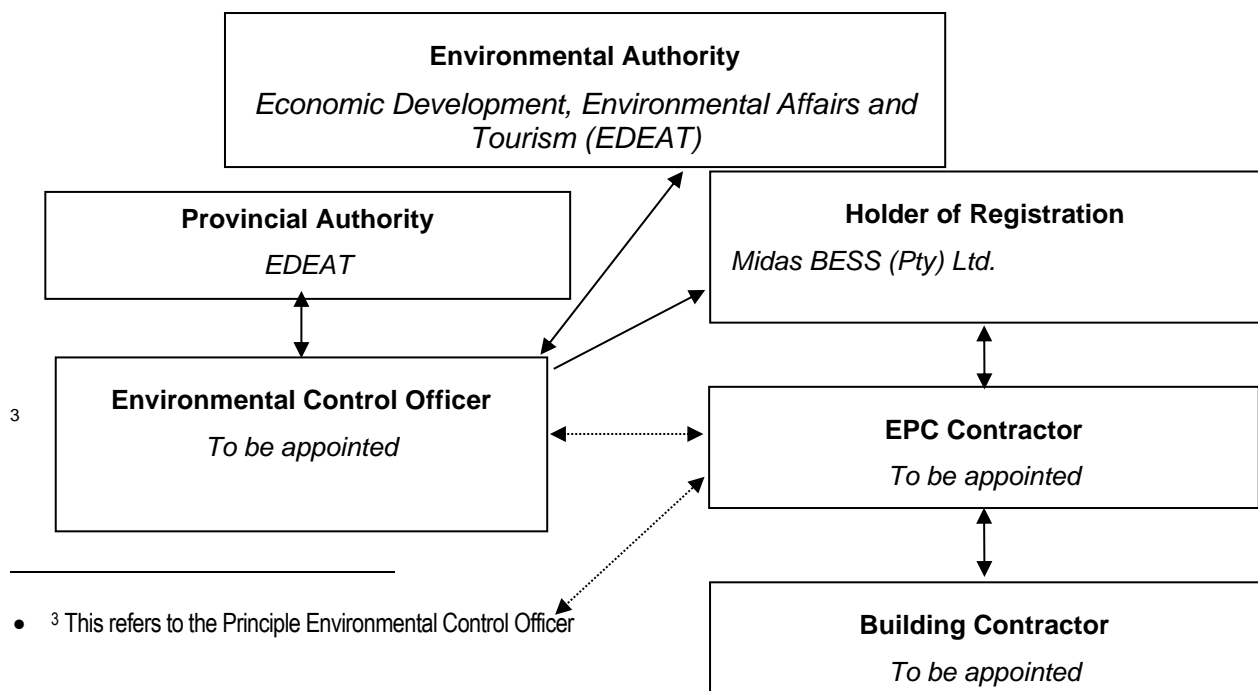 Environmental Authority
Economic Development, Environmental Affairs and
Tourism (EDEAT)
Provincial Authority
EDEAT
Holder of Registration
Midas BESS (Pty) Ltd.
Environmental Control Officer
To be appointed
3
EPC Contractor
To be appointed
Building Contractor
To be appointed
• 3 This refers to the Principle Environmental Control Officer